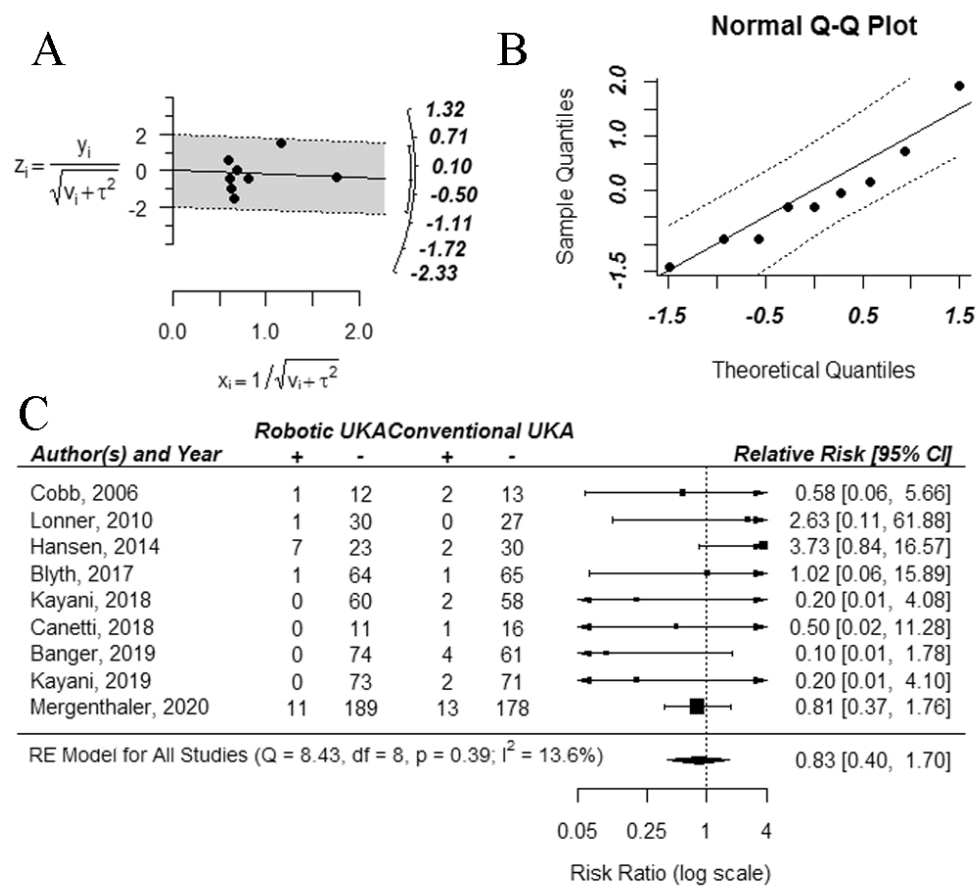 A
B
Normal Q-Q Plot
zᵢ = yᵢ / √vᵢ + τ²
2
0
-2
1.32
0.71
0.10
-0.50
-1.11
-1.72
-2.33
0.0 1.0 2.0
xᵢ = 1/√vᵢ + τ²
Sample Quantiles
2.0
1.0
0.0
-1.5
-1.5 -0.5 0.5 1.5
Theoretical Quantiles
C
Robotic UKAConventional UKA
Author(s) and Year + - + - Relative Risk [95% CI]
Cobb, 2006 1 12 2 13 0.58 [0.06, 5.66]
Lonner, 2010 1 30 0 27 2.63 [0.11, 61.88]
Hansen, 2014 7 23 2 30 3.73 [0.84, 16.57]
Blyth, 2017 1 64 1 65 1.02 [0.06, 15.89]
Kayani, 2018 0 60 2 58 0.20 [0.01, 4.08]
Canetti, 2018 0 11 1 16 0.50 [0.02, 11.28]
Banger, 2019 0 74 4 61 0.10 [0.01, 1.78]
Kayani, 2019 0 73 2 71 0.20 [0.01, 4.10]
Mergenthaler, 2020 11 189 13 178 0.81 [0.37, 1.76]
RE Model for All Studies (Q = 8.43, df = 8, p = 0.39; I² = 13.6%) 0.83 [0.40, 1.70]
0.05 0.25 1 4
Risk Ratio (log scale)